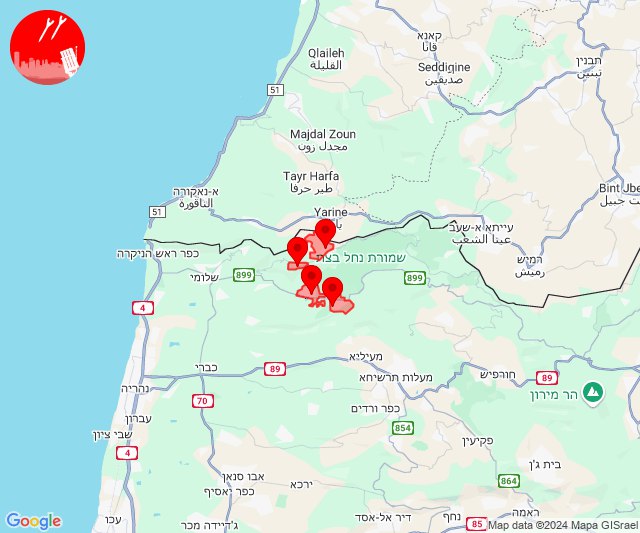 קאנא
قانا
Qlaileh
القليلة
Seddiqine
صديقين
תבנין
تبنين
51
Majdal Zoun
مجدل زون
Tayr Harfa
طير حرفا
Bint Jbe
ت جبيل
א-נאקורה
الناقورة
51
Yarine
עייתא א-שעב
عيتا الشعب
רמיש
رميش
כפר ראש הניקרה
שמורת נחל בצת
899
899
שלומי
4
מעיליא
כברי
89
נהריה
מעלות תרשיחא
חורפיש
89
הר מירון
70
כפר ורדים
עברון
854
שבי ציון
פקיעין
4
בית ג'ן
אבו סנאן
864
ירכא
כפר יאסיף
ראמה
עכו
ג'דיידה מכר
דיר אל-אסד
נחף
85
Google
Map data ©2024 Mapa GISrael